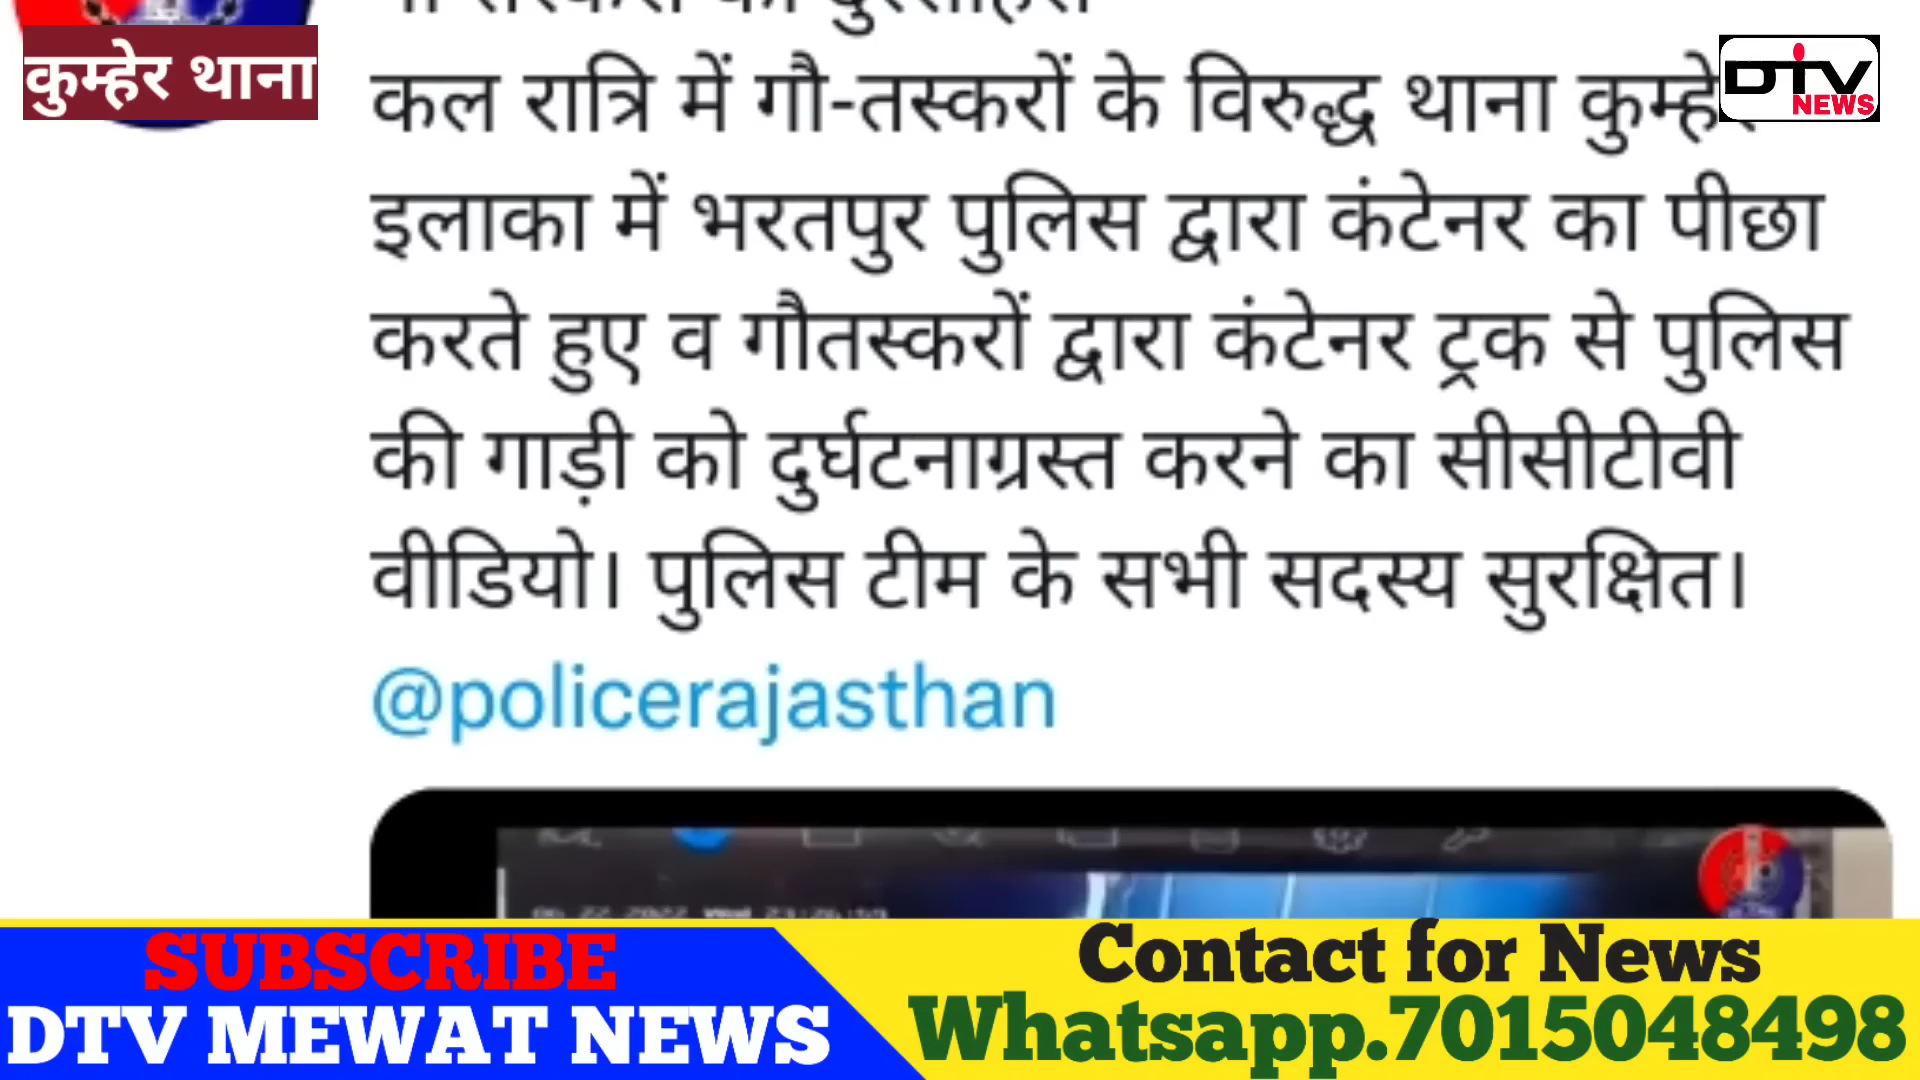 कुम्हेर थाना
DTV
NEWS
कल रात्रि में गौ-तस्करों के विरुद्ध थाना कुम्हेर
इलाका में भरतपुर पुलिस द्वारा कंटेनर का पीछा
करते हुए व गौतस्करों द्वारा कंटेनर ट्रक से पुलिस
की गाड़ी को दुर्घटनाग्रस्त करने का सीसीटीवी
वीडियो। पुलिस टीम के सभी सदस्य सुरक्षित।
@policerajasthan
SUBSCRIBE
DTV MEWAT NEWS
Contact for News
Whatsapp.7015048498